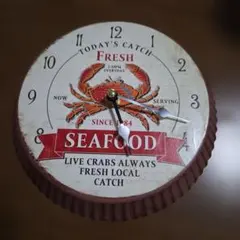 TODAY'S CATCH
FRESH
NOW
SERVING
SINCE 84
SEAFOOD
LIVE CRABS ALWAYS
FRESH LOCAL
CATCH
12
1
2
3
4
8
9
10
11